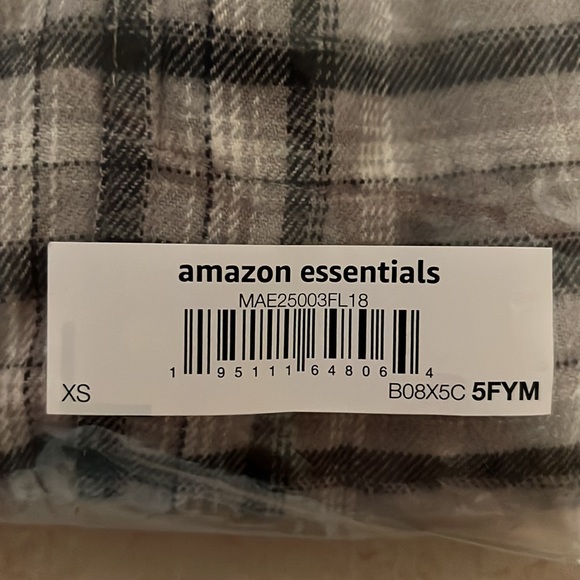 amazon essentials
MAE25003FL18
1 95111 64806 4
XS B08X5C 5FYM